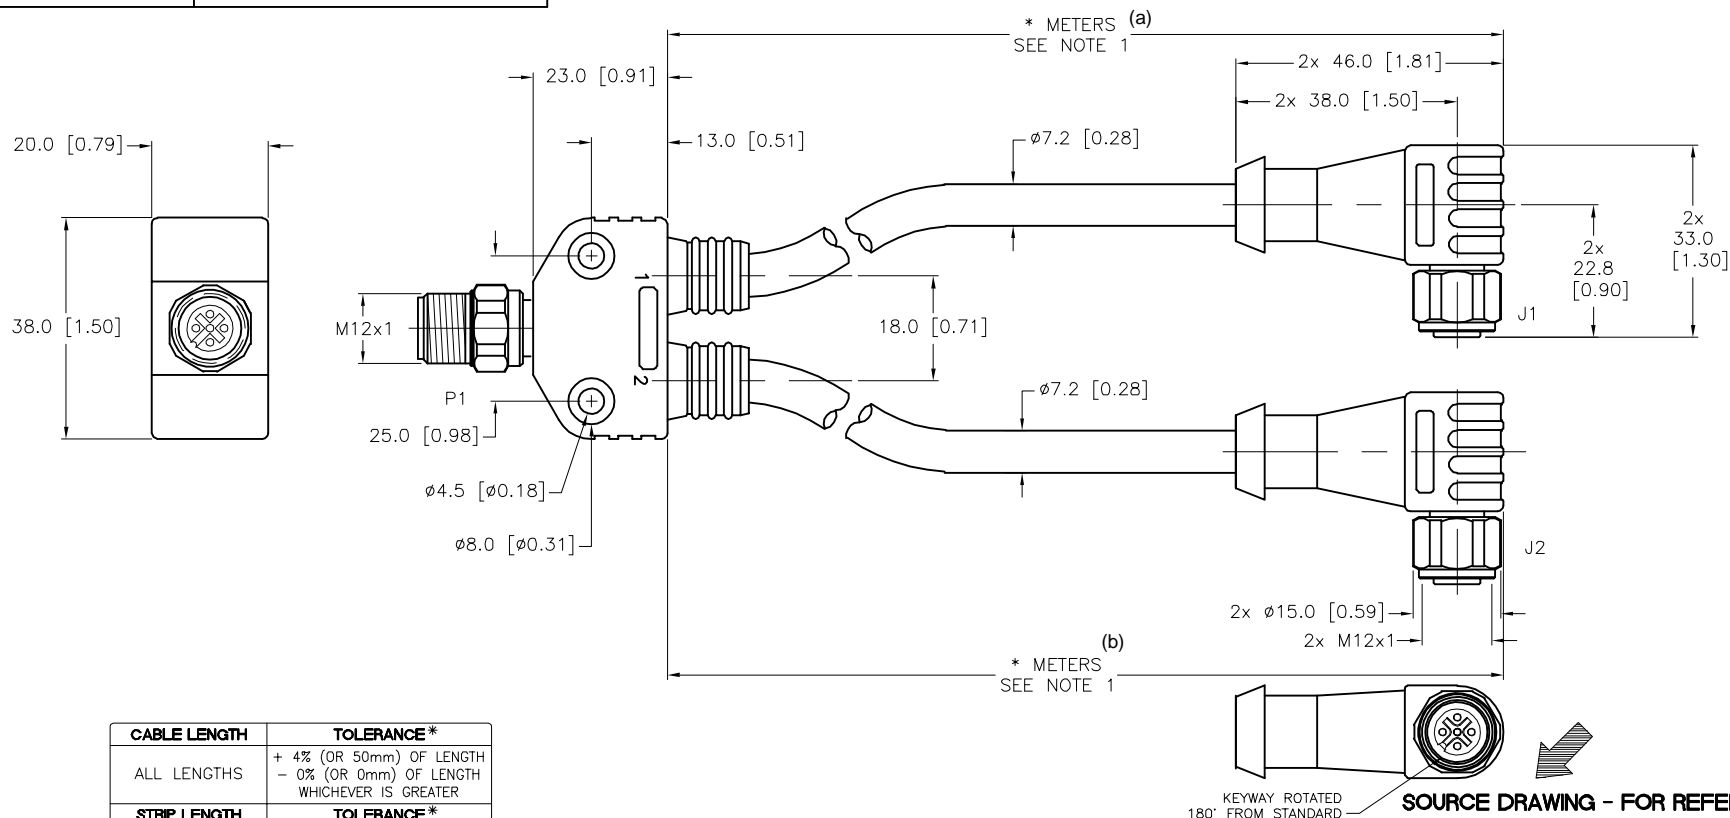 * METERS (a)
SEE NOTE 1
23.0 [0.91]
2x 46.0 [1.81]
2x 38.0 [1.50]
20.0 [0.79]
13.0 [0.51]
ø7.2 [0.28]
2x
33.0
[1.30]
2x
22.8
[0.90]
1
38.0 [1.50]
M12x1
18.0 [0.71]
J1
2
P1
ø7.2 [0.28]
25.0 [0.98]
ø4.5 [ø0.18]
ø8.0 [ø0.31]
J2
2x ø15.0 [0.59]
2x M12x1
(b)
* METERS
SEE NOTE 1
CABLE LENGTH TOLERANCE*
ALL LENGTHS
+ 4% (OR 50mm) OF LENGTH
- 0% (OR 0mm) OF LENGTH
WHICHEVER IS GREATER
STRIP LENGTH TOLERANCE*
KEYWAY ROTATED
180° FROM STANDARD
SOURCE DRAWING - FOR REFE